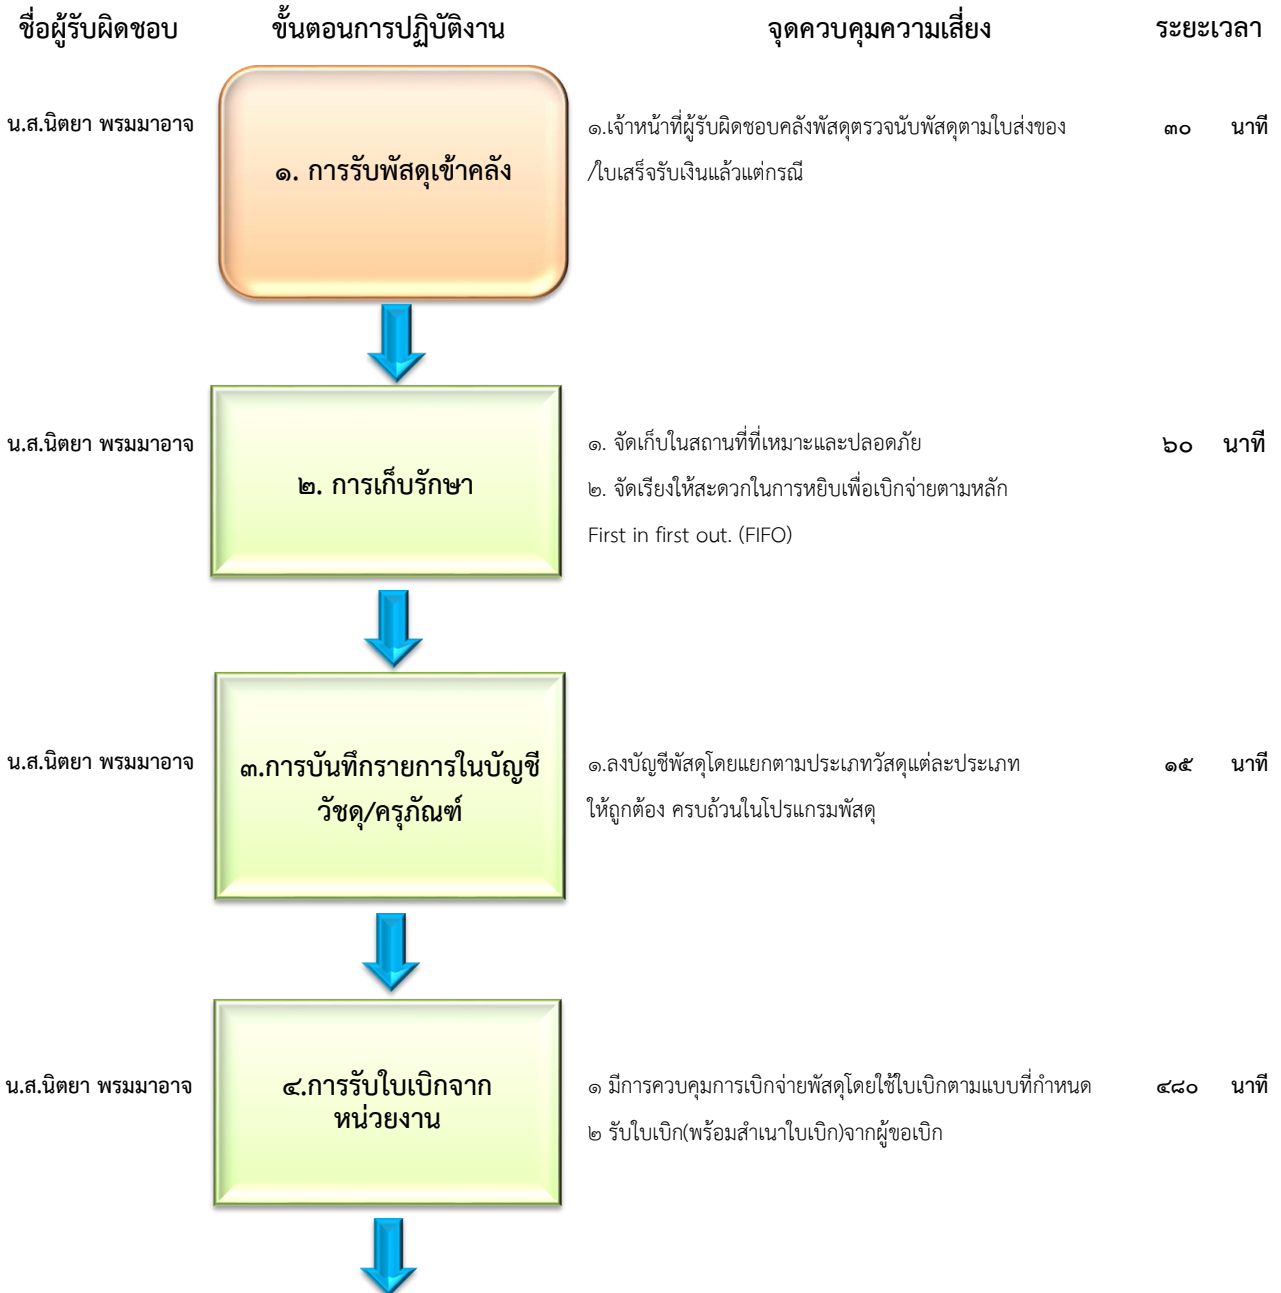 ชื่อผู้รับผิดชอบ ขั้นตอนการปฏิบัติงาน จุดควบคุมความเสี่ยง ระยะเวลา
น.ส.นิตยา พรมมาอาจ ๑.เจ้าหน้าที่ผู้รับผิดชอบคลังพัสดุตรวจนับพัสดุตามใบส่งของ ๓๐ นาที
๑. การรับพัสดุเข้าคลัง /ใบเสร็จรับเงินแล้วแต่กรณี
น.ส.นิตยา พรมมาอาจ ๑. จัดเก็บในสถานที่ที่เหมาะและปลอดภัย ๖๐ นาที
๒. การเก็บรักษา ๒. จัดเรียงให้สะดวกในการหยิบเพื่อเบิกจ่ายตามหลัก
First in first out. (FIFO)
น.ส.นิตยา พรมมาอาจ ๓.การบันทึกรายการในบัญชี ๑.ลงบัญชีพัสดุโดยแยกตามประเภทวัสดุแต่ละประเภท ๑๕ นาที
วัชดุ/ครุภัณฑ์ ให้ถูกต้อง ครบถ้วนในโปรแกรมพัสดุ
น.ส.นิตยา พรมมาอาจ ๔.การรับใบเบิกจาก ๑ มีการควบคุมการเบิกจ่ายพัสดุโดยใช้ใบเบิกตามแบบที่กำหนด ๔๘๐ นาที
หน่วยงาน ๒ รับใบเบิก(พร้อมสำเนาใบเบิก)จากผู้ขอเบิก